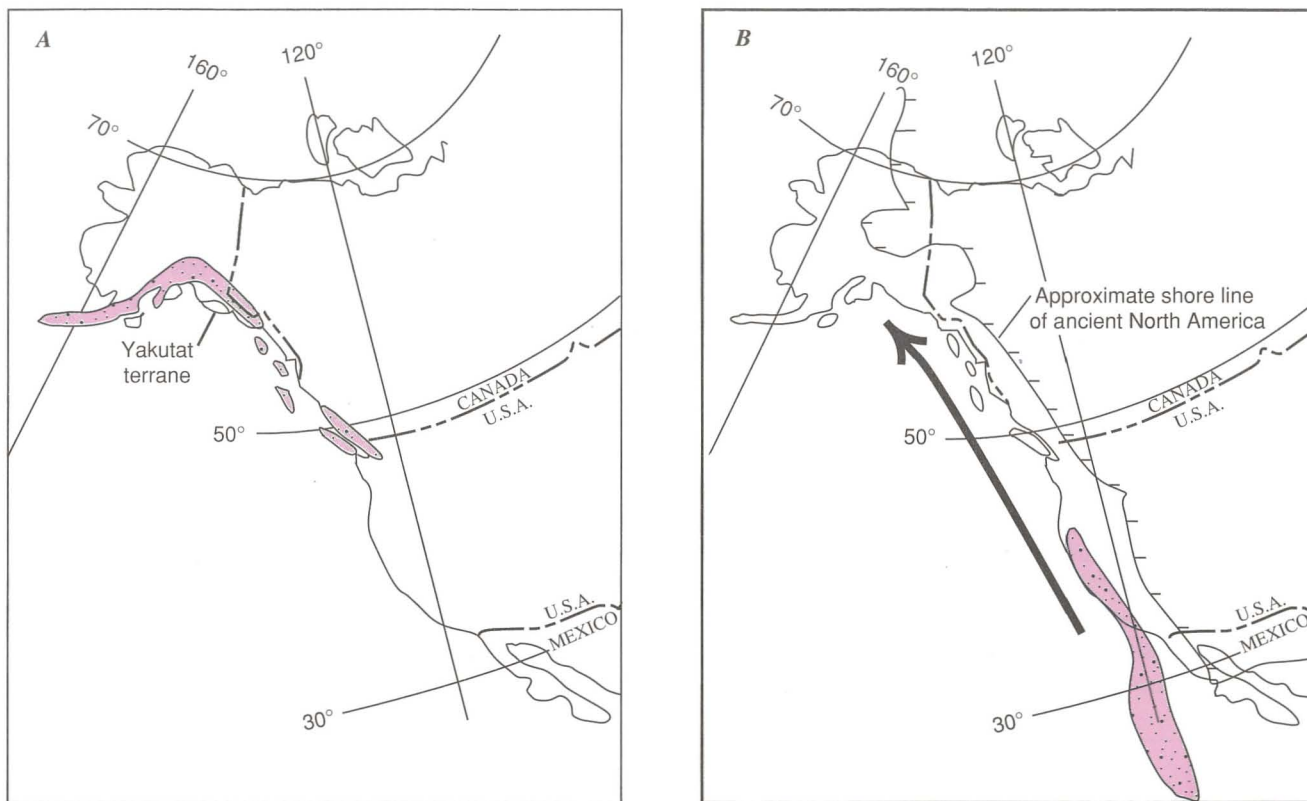 A
160°
120°
70°
Yakutat
terrane
CANADA
U.S.A.
50°
U.S.A.
MEXICO
30°
B
160°
120°
70°
Approximate shore line
of ancient North America
CANADA
U.S.A.
50°
U.S.A.
MEXICO
30°